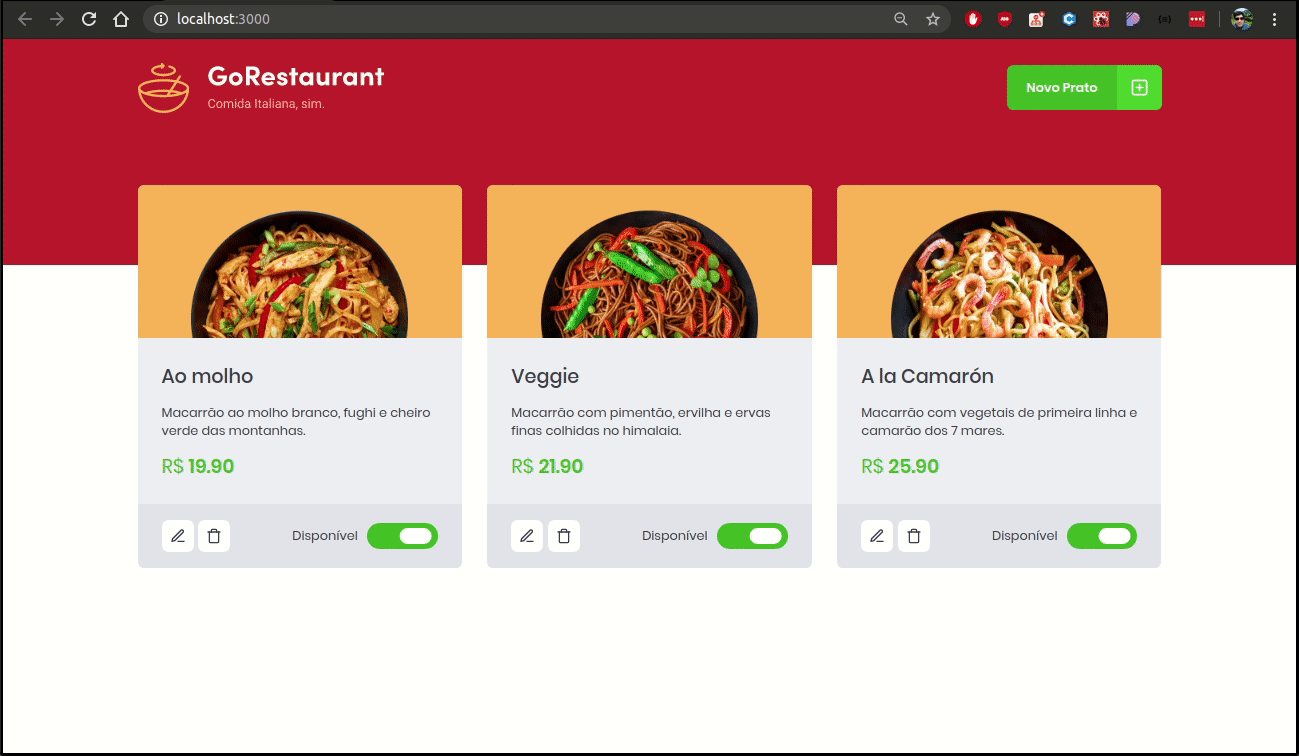 localhost:3000
GoRestaurant
Comida Italiana, sim.
Novo Prato
Ao molho
Macarrão ao molho branco, fughi e cheiro
verde das montanhas.
R$ 19.90
Disponível
Veggie
Macarrão com pimentão, ervilha e ervas
finas colhidas no himalaia.
R$ 21.90
Disponível
A la Camarón
Macarrão com vegetais de primeira linha e
camarão dos 7 mares.
R$ 25.90
Disponível